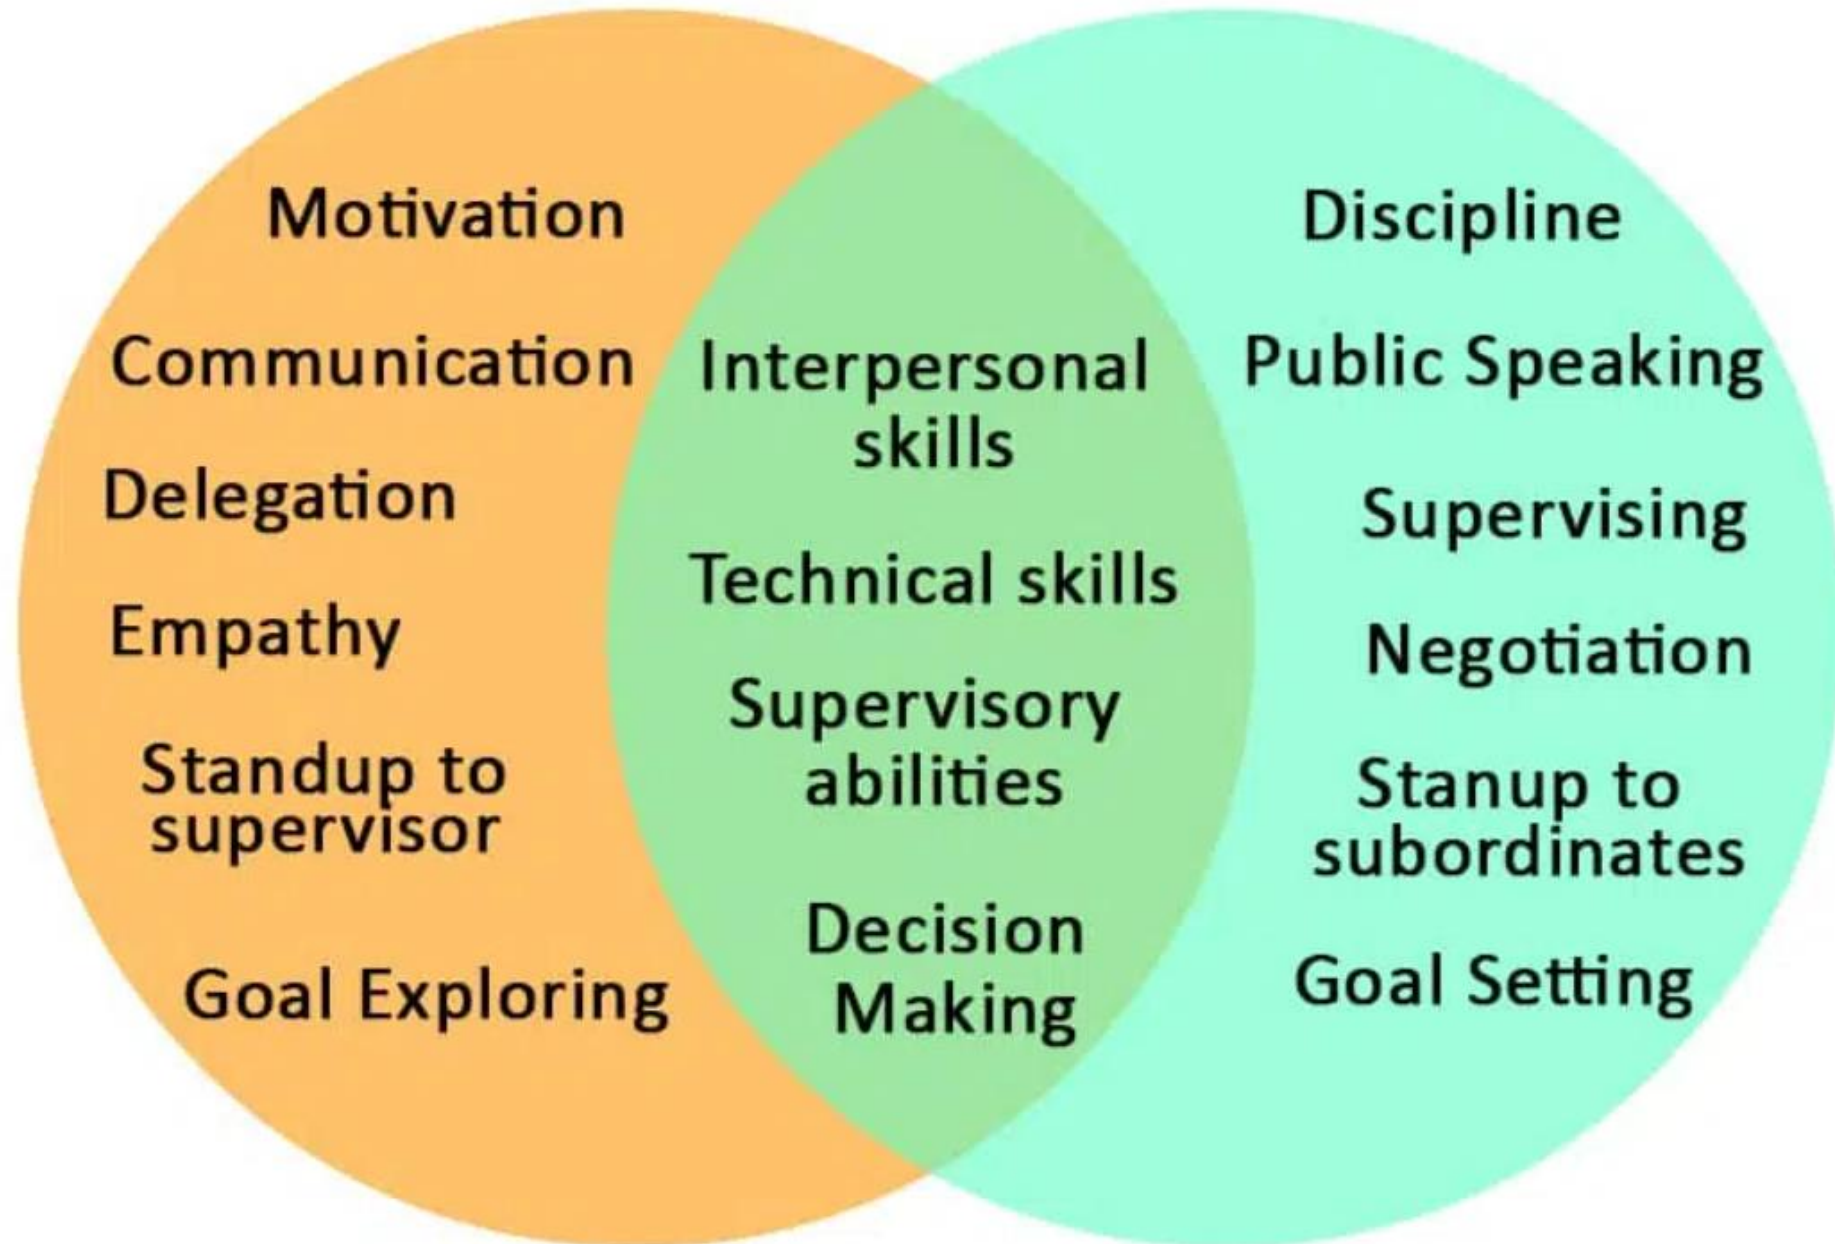 Motivation
Communication
Delegation
Empathy
Standup to
supervisor
Goal Exploring
Interpersonal
skills
Technical skills
Supervisory
abilities
Decision
Making
Discipline
Public Speaking
Supervising
Negotiation
Stanup to
subordinates
Goal Setting